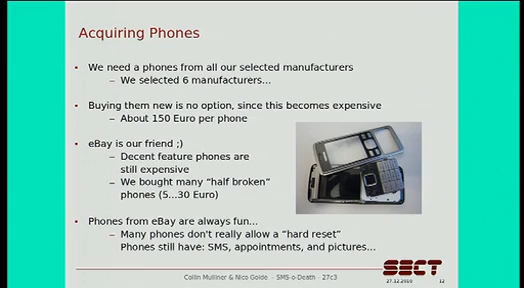 Acquiring Phones
We need a phones from all our selected manufacturers
– We selected 6 manufacturers...
Buying them new is no option, since this becomes expensive
– About 150 Euro per phone
eBay is our friend ;)
– Decent feature phones are
still expensive
– We bought many “half broken”
phones (5...30 Euro)
Phones from eBay are always fun...
– Many phones don't really allow a “hard reset”
Phones still have: SMS, appointments, and pictures...
SECT
Collin Mulliner & Nico Golde - SMS-o-Death - 27c3
27.12.2010
12